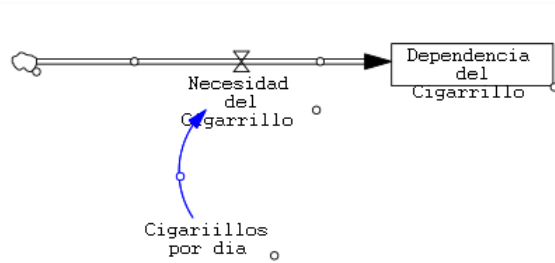 Dependencia
del
Cigarrillo
Necesidad
del
Cigarrillo
Cigariillos
por dia